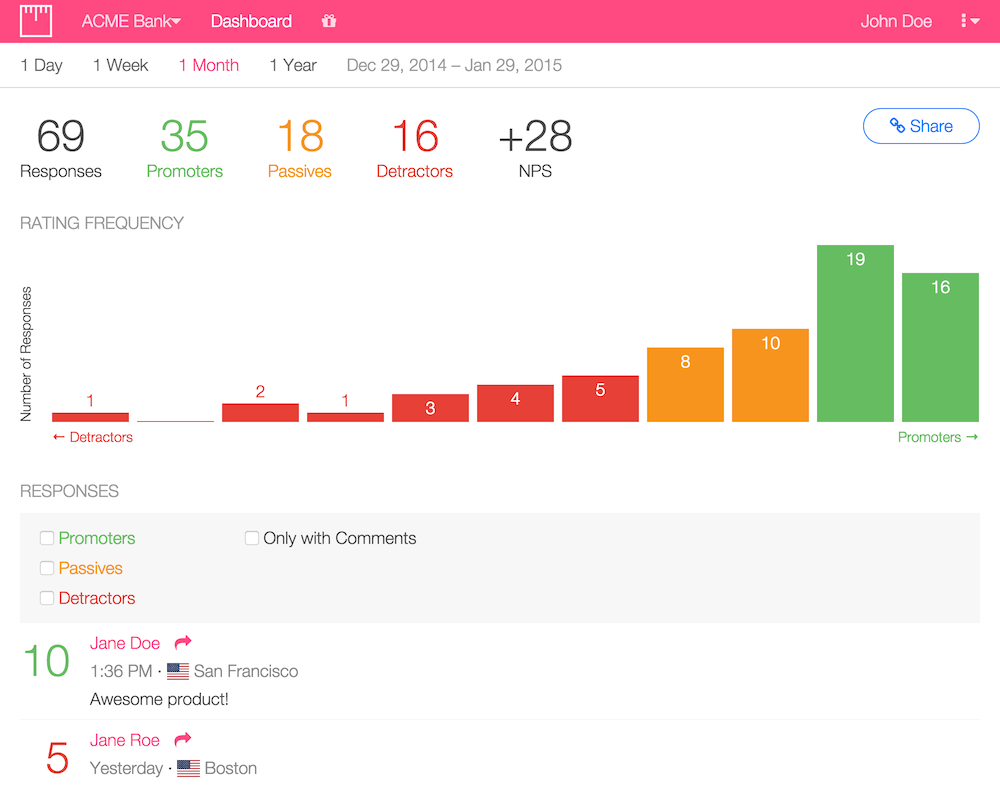 ACME Bank Dashboard John Doe
1 Day 1 Week 1 Month 1 Year Dec 29, 2014 – Jan 29, 2015
69 35 18 16 +28
Responses Promoters Passives Detractors NPS
Share
RATING FREQUENCY
Number of Responses
1 2 1 3 4 5 8 10 19 16
← Detractors Promoters →
RESPONSES
Promoters Only with Comments
Passives
Detractors
10 Jane Doe
1:36 PM · San Francisco
Awesome product!
5 Jane Roe
Yesterday · Boston